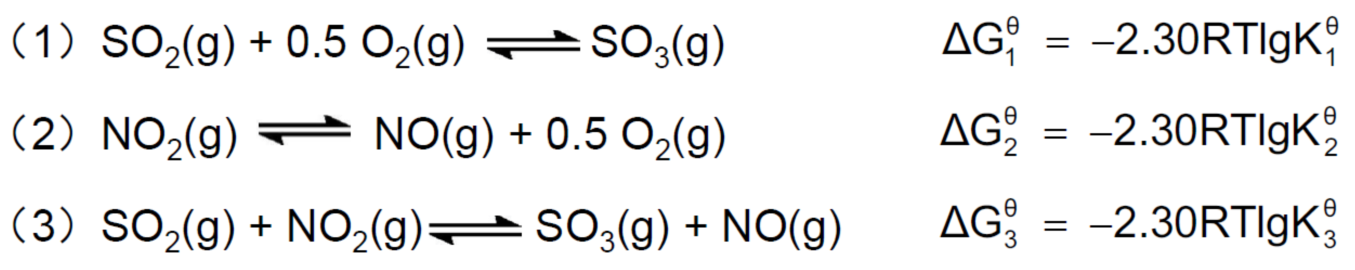 （1）SO₂(g) + 0.5 O₂(g) ⇌ SO₃(g) ΔG₁^θ = –2.30RTlgK₁^θ
（2）NO₂(g) ⇌ NO(g) + 0.5 O₂(g) ΔG₂^θ = –2.30RTlgK₂^θ
（3）SO₂(g) + NO₂(g) ⇌ SO₃(g) + NO(g) ΔG₃^θ = –2.30RTlgK₃^θ